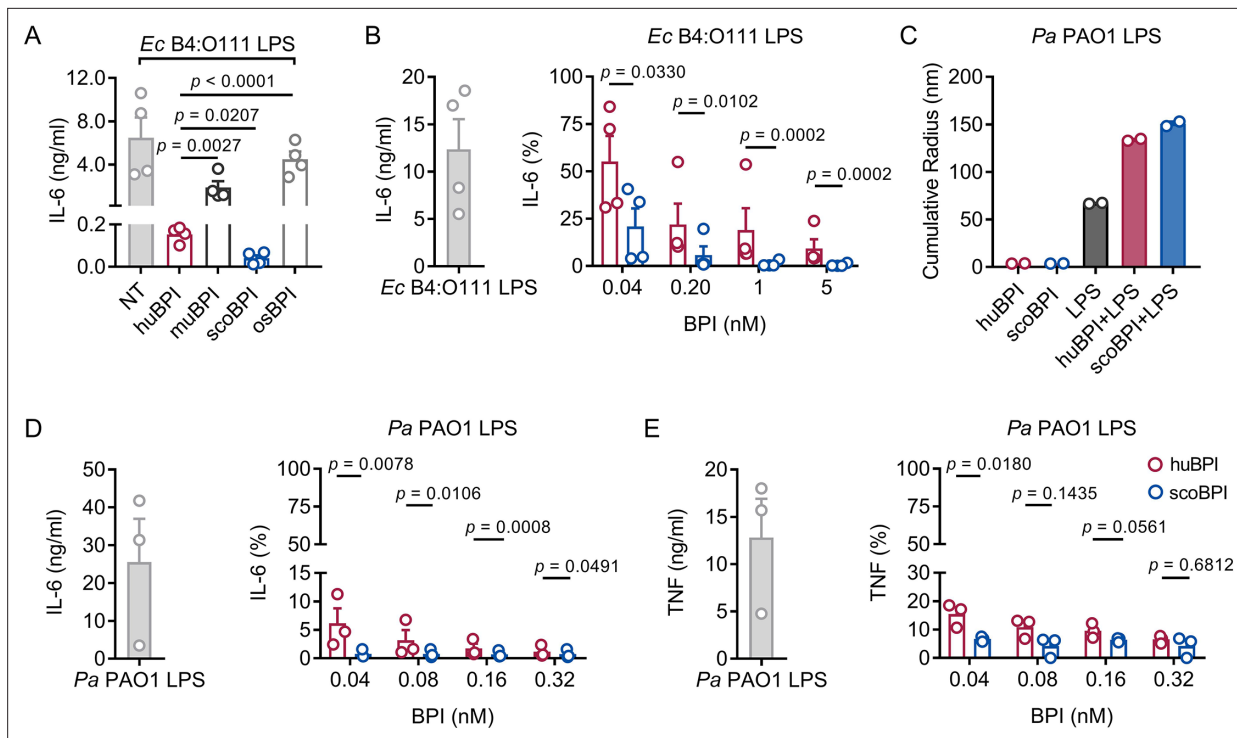 A
Ec B4:O111 LPS
p < 0.0001
p = 0.0207
p = 0.0027
IL-6 (ng/ml)
12.0
8.0
4.0
0.2
0.0
NT
huBPI
muBPI
scoBPI
osBPI
B
Ec B4:O111 LPS
IL-6 (ng/ml)
20
15
10
5
0
Ec B4:O111 LPS
IL-6 (%)
100
75
50
25
0
p = 0.0330
p = 0.0102
p = 0.0002
p = 0.0002
0.04 0.20 1 5
BPI (nM)
C
Pa PAO1 LPS
Cumulative Radius (nm)
200
150
100
50
0
huBPI
scoBPI
LPS
huBPI+LPS
scoBPI+LPS
D
Pa PAO1 LPS
IL-6 (ng/ml)
50
40
30
20
10
0
Pa PAO1 LPS
IL-6 (%)
100
75
50
15
10
5
0
p = 0.0078
p = 0.0106
p = 0.0008
p = 0.0491
0.04 0.08 0.16 0.32
BPI (nM)
E
Pa PAO1 LPS
TNF (ng/ml)
20
15
10
5
0
Pa PAO1 LPS
TNF (%)
100
75
50
30
20
10
0
p = 0.0180
p = 0.1435
p = 0.0561
p = 0.6812
huBPI
scoBPI
0.04 0.08 0.16 0.32
BPI (nM)